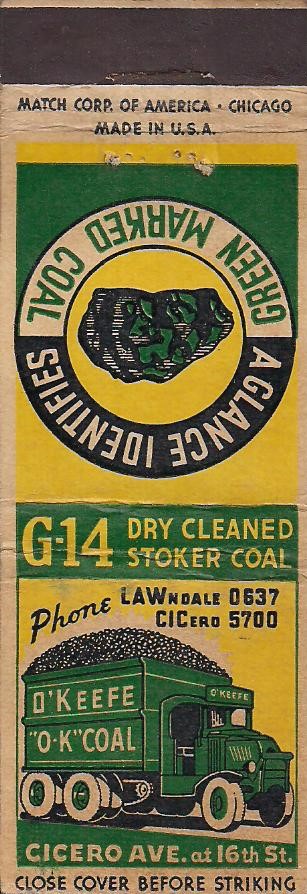 MATCH CORP. OF AMERICA • CHICAGO
MADE IN U.S.A.
A GLANCE IDENTIFIES
GREEN MARKED COAL
G-14 DRY CLEANED
STOKER COAL
Phone LAWNDALE 0637
CICERO 5700
O'KEEFE
O'KEEFE
"O-K" COAL
CICERO AVE. at 16th St.
CLOSE COVER BEFORE STRIKING